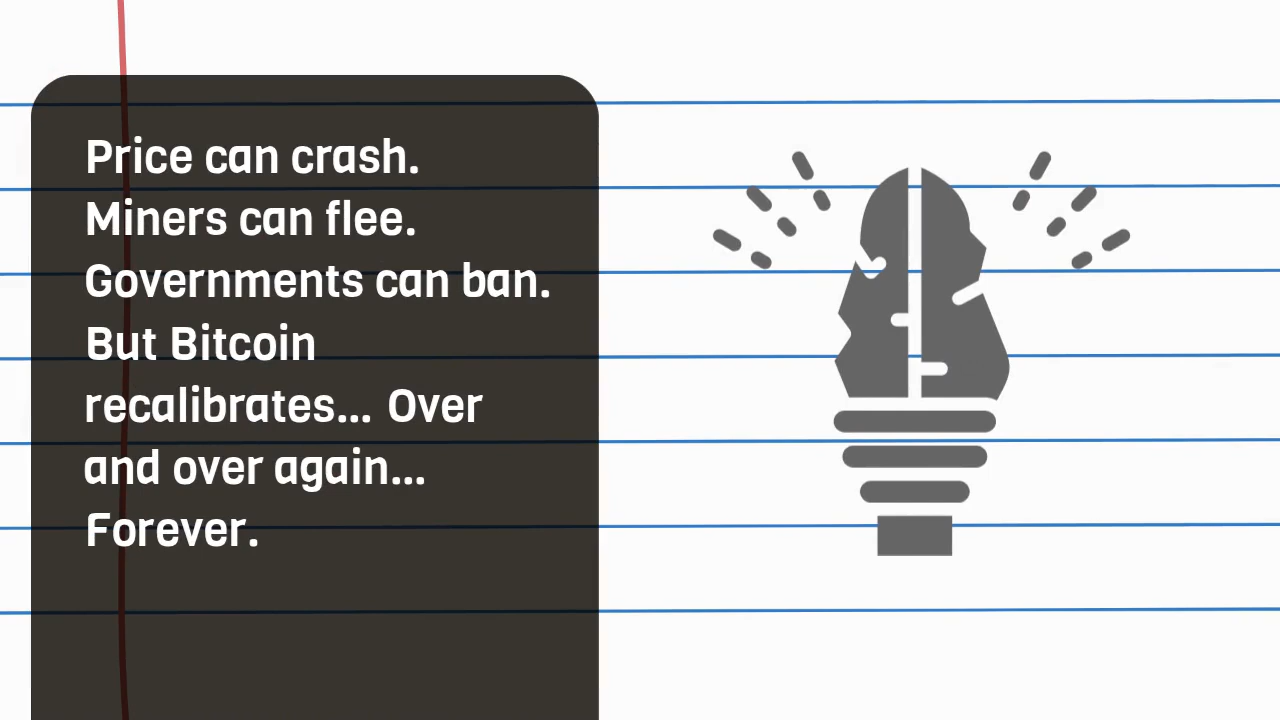 Price can crash.
Miners can flee.
Governments can ban.
But Bitcoin
recalibrates... Over
and over again...
Forever.